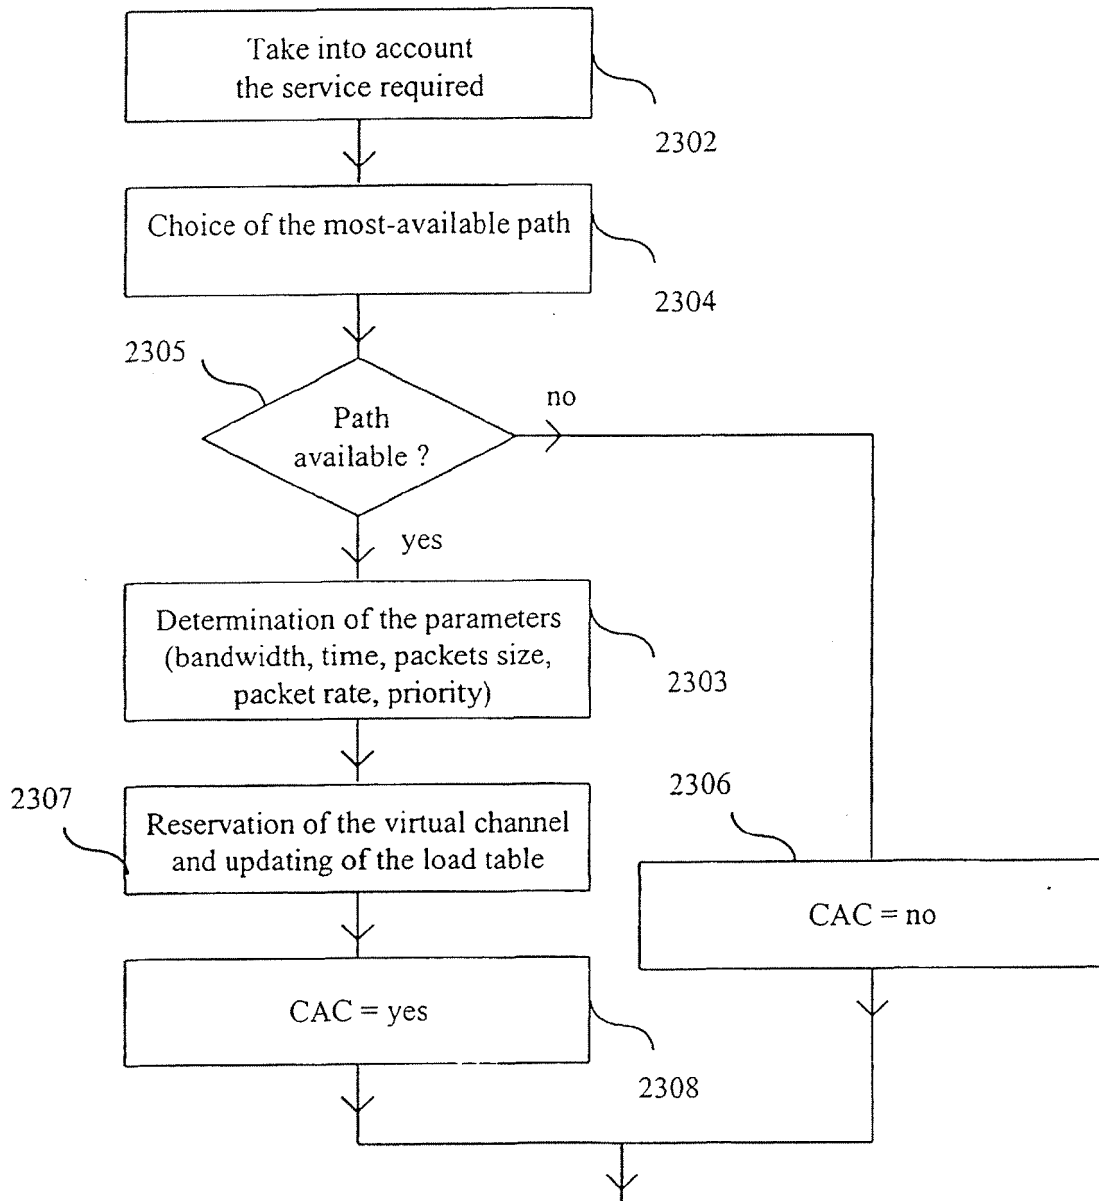 Take into account
the service required
2302
Choice of the most-available path
2304
2305
Path
available ?
no
yes
Determination of the parameters
(bandwidth, time, packets size,
packet rate, priority)
2303
2307
Reservation of the virtual channel
and updating of the load table
2306
CAC = no
CAC = yes
2308